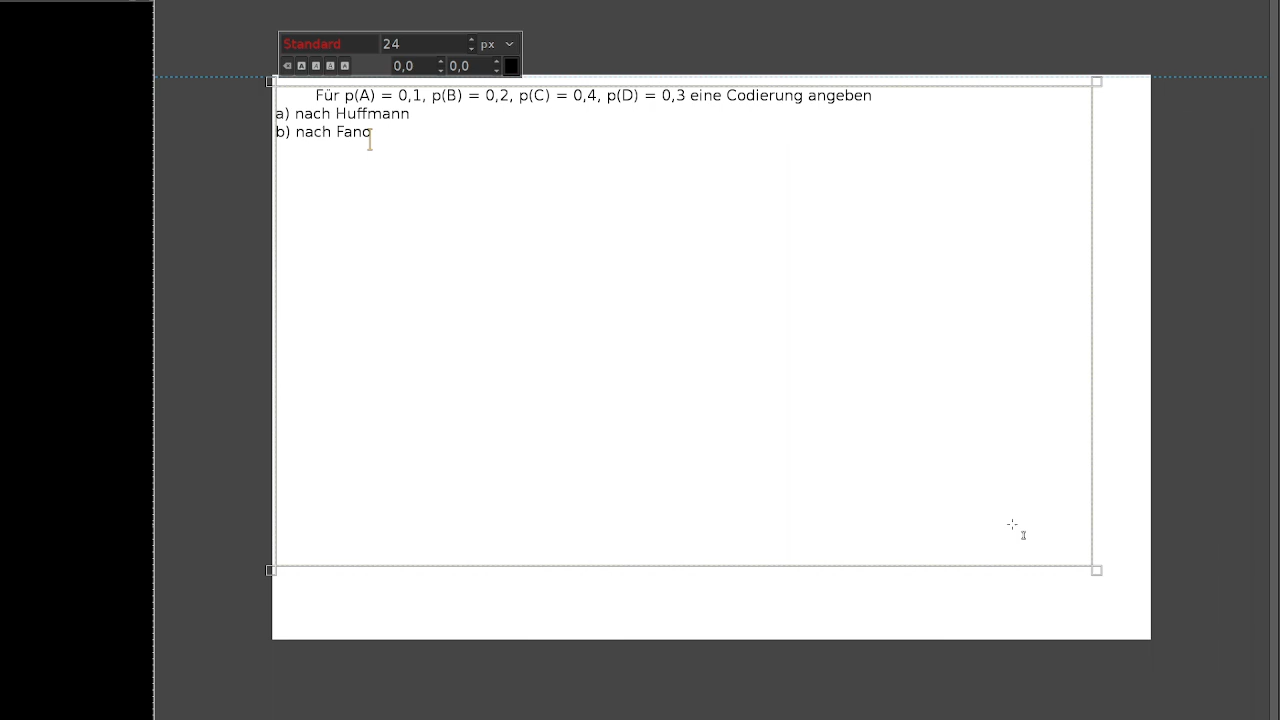 Standard 24 px
0,0 0,0
Für p(A) = 0,1, p(B) = 0,2, p(C) = 0,4, p(D) = 0,3 eine Codierung angeben
a) nach Huffmann
b) nach Fano